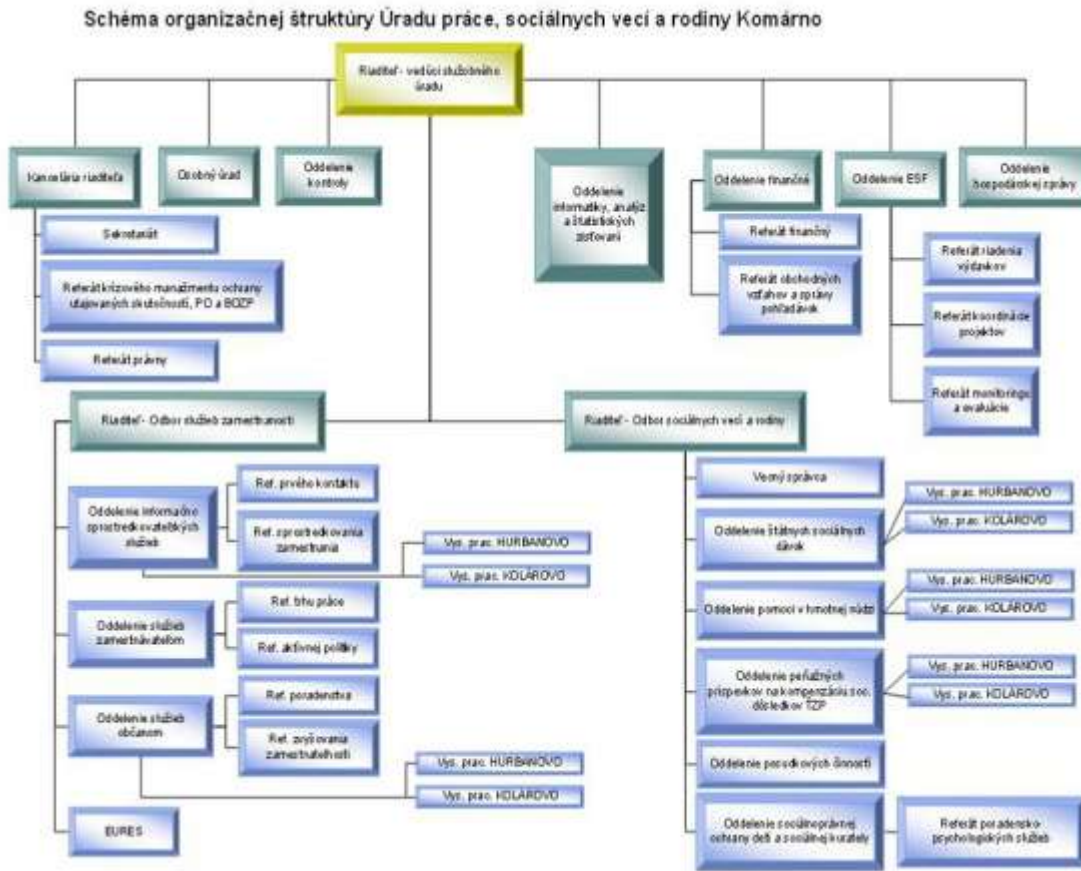 Schéma organizačnej štruktúry Úradu práce, sociálnych vecí a rodiny Komárno
Riaditeľ - vedúci služobného
úradu
Kancelária riaditeľa
Osobný úrad
Oddelenie
kontroly
Oddelenie
informatiky, analýz
a štatistických
zisťovaní
Oddelenie finančné
Oddelenie ESF
Oddelenie
hospodárskej správy
Sekretariát
Referát krízového manažmentu ochrany
utajovaných skutočností, PO a BOZP
Referát právny
Referát finančný
Referát obchodných
vzťahov a správy
pohľadávok
Referát riadenia
výdavkov
Referát koordinácie
projektov
Referát monitoringu
a evaluácie
Riaditeľ - Odbor služieb zamestnanosti
Riaditeľ - Odbor sociálnych vecí a rodiny
Oddelenie informačno
sprostredkovateľských
služieb
Ref. prvého kontaktu
Ref. sprostredkovania
zamestnania
Vys. prac. HURBANOVO
Vys. prac. KOLÁROVO
Oddelenie služieb
zamestnávateľom
Ref. trhu práce
Ref. aktívnej politiky
Oddelenie služieb
občanom
Ref. poradenstva
Ref. zvyšovania
zamestnateľnosti
Vys. prac. HURBANOVO
Vys. prac. KOLÁROVO
EURES
Vecný správca
Oddelenie štátnych sociálnych
dávok
Vys. prac. HURBANOVO
Vys. prac. KOLÁROVO
Oddelenie pomoci v hmotnej núdzi
Vys. prac. HURBANOVO
Vys. prac. KOLÁROVO
Oddelenie peňažných
príspevkov na kompenzáciu soc.
dôsledkov TZP
Vys. prac. HURBANOVO
Vys. prac. KOLÁROVO
Oddelenie posudkových činností
Oddelenie sociálnoprávnej
ochrany detí a sociálnej kurately
Referát poradensko
psychologických služieb